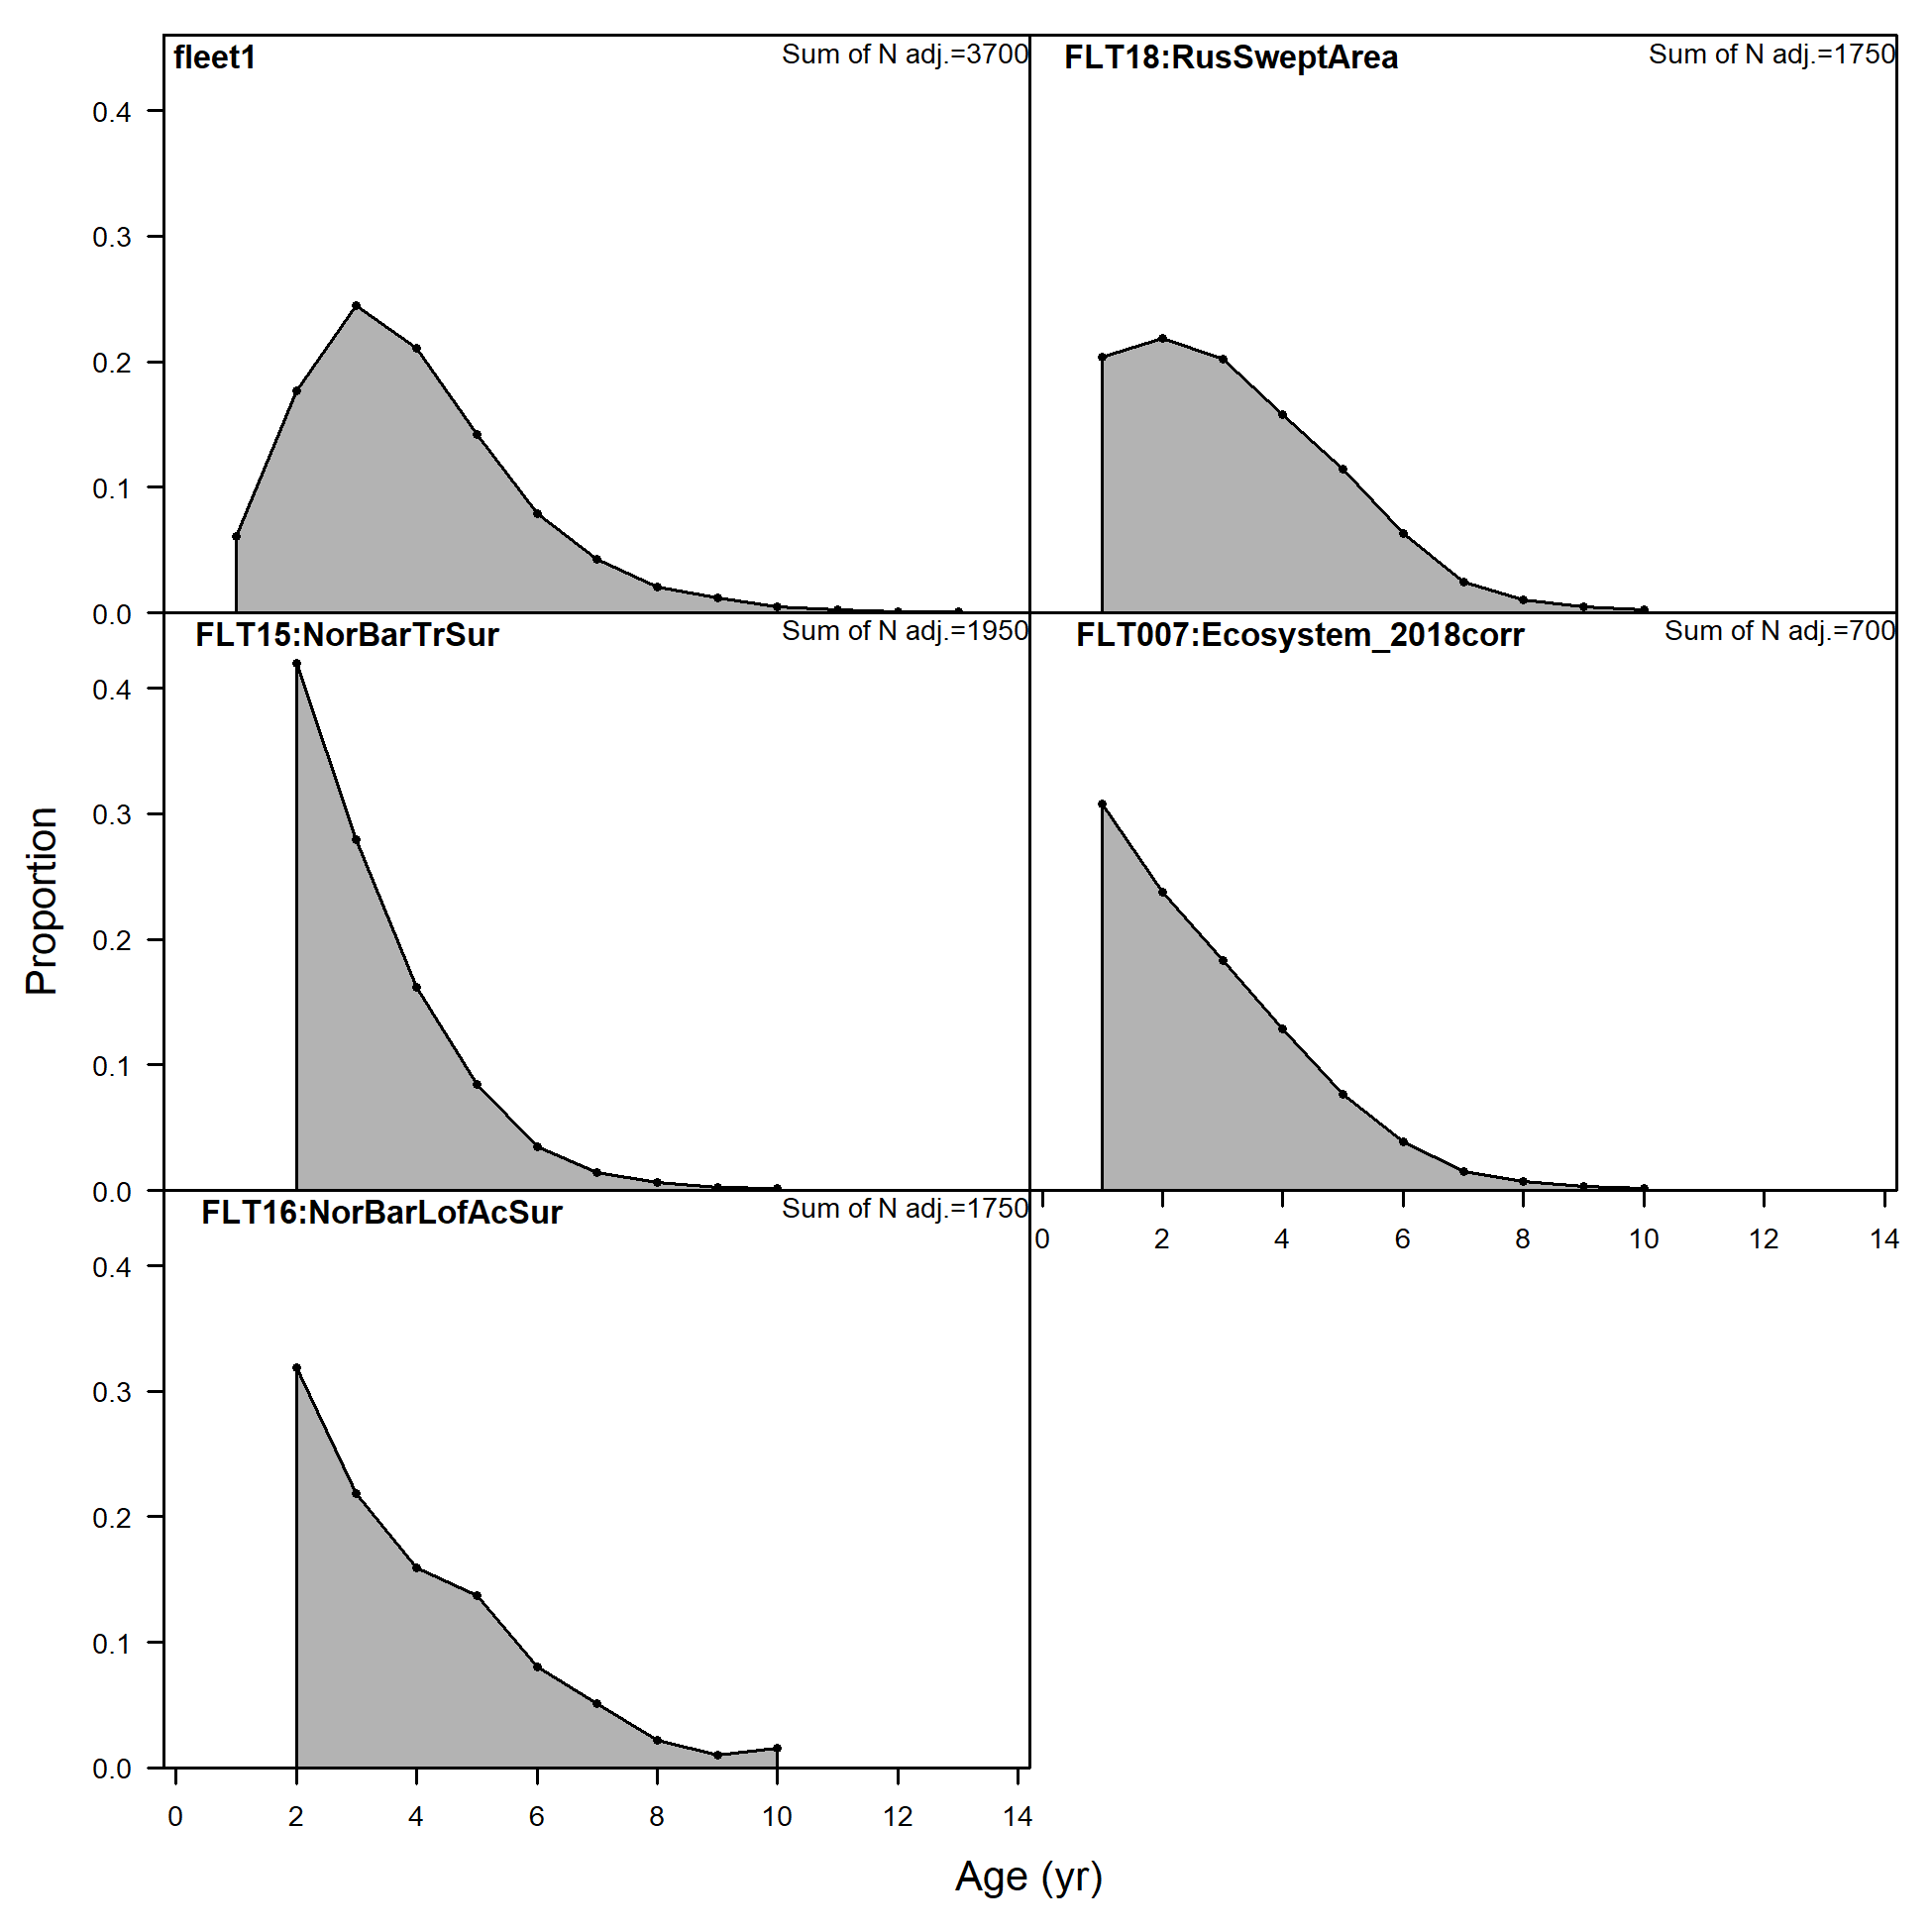 fleet1 Sum of N adj.=3700
FLT18:RusSweptArea Sum of N adj.=1750
0.4
0.3
0.2
0.1
0.0
FLT15:NorBarTrSur Sum of N adj.=1950
FLT007:Ecosystem_2018corr Sum of N adj.=700
0.4
0.3
0.2
0.1
0.0
0 2 4 6 8 10 12 14
FLT16:NorBarLofAcSur Sum of N adj.=1750
0.4
0.3
0.2
0.1
0.0
0 2 4 6 8 10 12 14
Proportion
Age (yr)